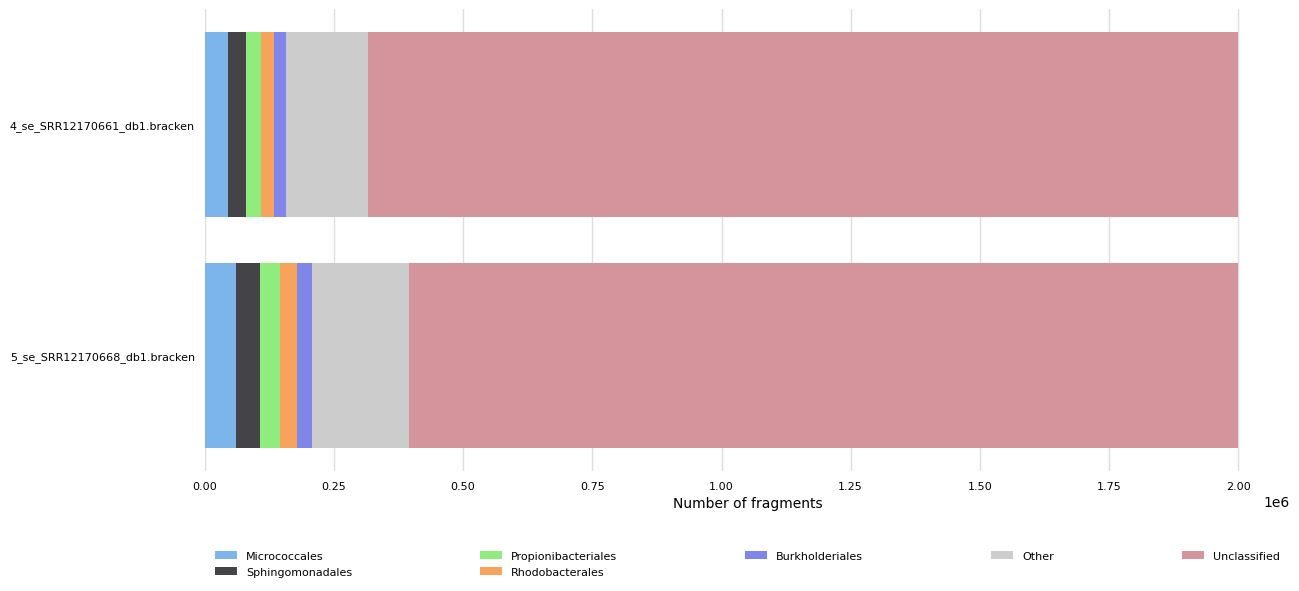 4_se_SRR12170661_db1.bracken
5_se_SRR12170668_db1.bracken
0.00 0.25 0.50 0.75 1.00 1.25 1.50 1.75 2.00
Number of fragments 1e6
Micrococcales Propionibacteriales Burkholderiales Other Unclassified
Sphingomonadales Rhodobacterales